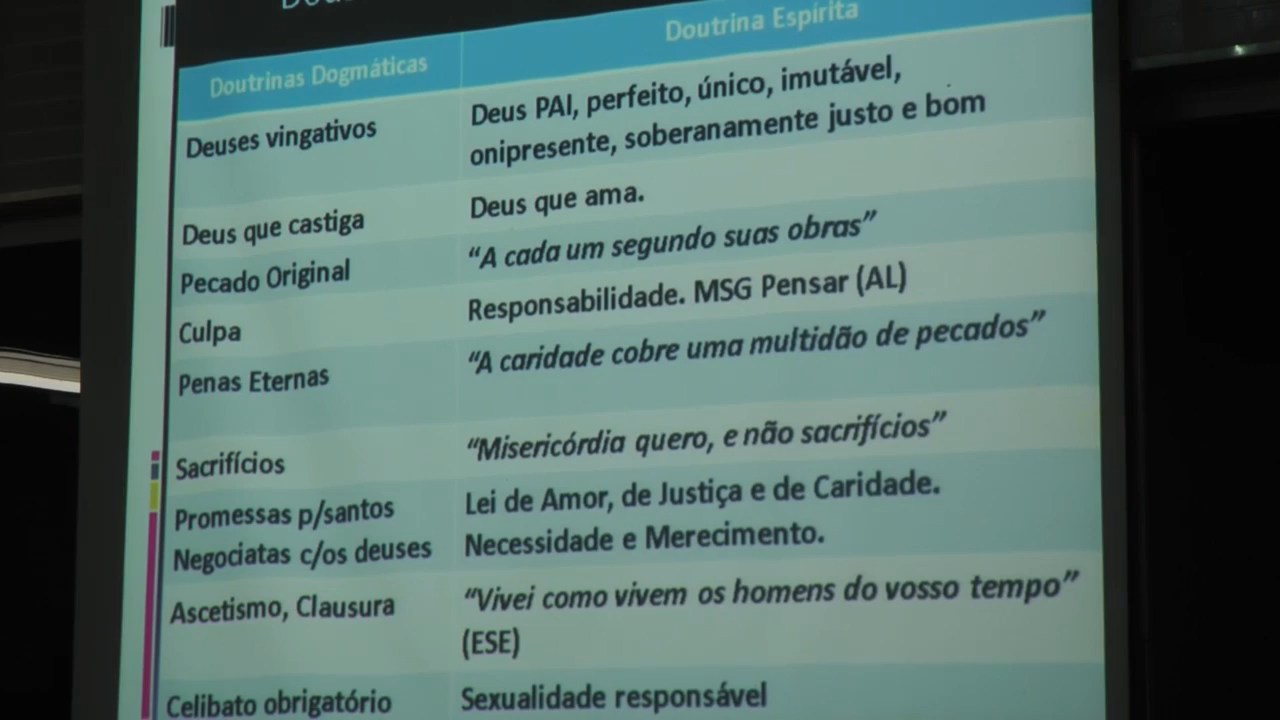 Doutrinas Dogmáticas
Doutrina Espírita
Deuses vingativos
Deus PAI, perfeito, único, imutável,
onipresente, soberanamente justo e bom
Deus que castiga
Deus que ama.
Pecado Original
“A cada um segundo suas obras”
Culpa
Responsabilidade. MSG Pensar (AL)
Penas Eternas
“A caridade cobre uma multidão de pecados”
Sacrifícios
“Misericórdia quero, e não sacrifícios”
Promessas p/santos
Negociatas c/os deuses
Lei de Amor, de Justiça e de Caridade.
Necessidade e Merecimento.
Ascetismo, Clausura
“Vivei como vivem os homens do vosso tempo”
(ESE)
Celibato obrigatório
Sexualidade responsável